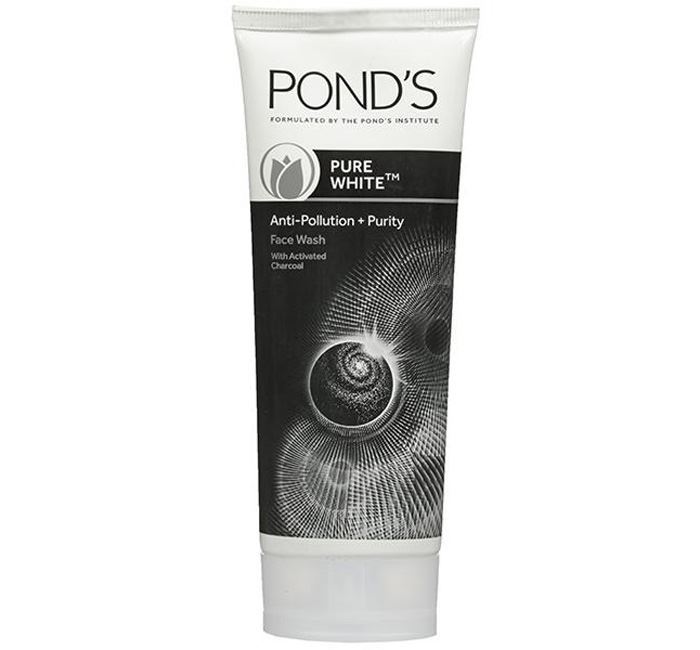 POND'S
FORMULATED BY THE POND'S INSTITUTE
PURE
WHITE™
Anti-Pollution + Purity
Face Wash
With Activated
Charcoal